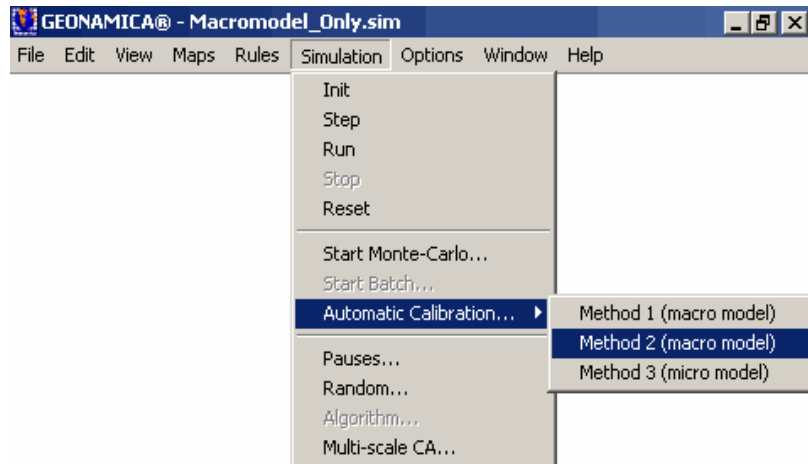 GEONAMICA® - Macromodel_Only.sim
File Edit View Maps Rules Simulation Options Window Help
Init
Step
Run
Stop
Reset
Start Monte-Carlo...
Start Batch...
Automatic Calibration...
Method 1 (macro model)
Method 2 (macro model)
Method 3 (micro model)
Pauses...
Random...
Algorithm...
Multi-scale CA...